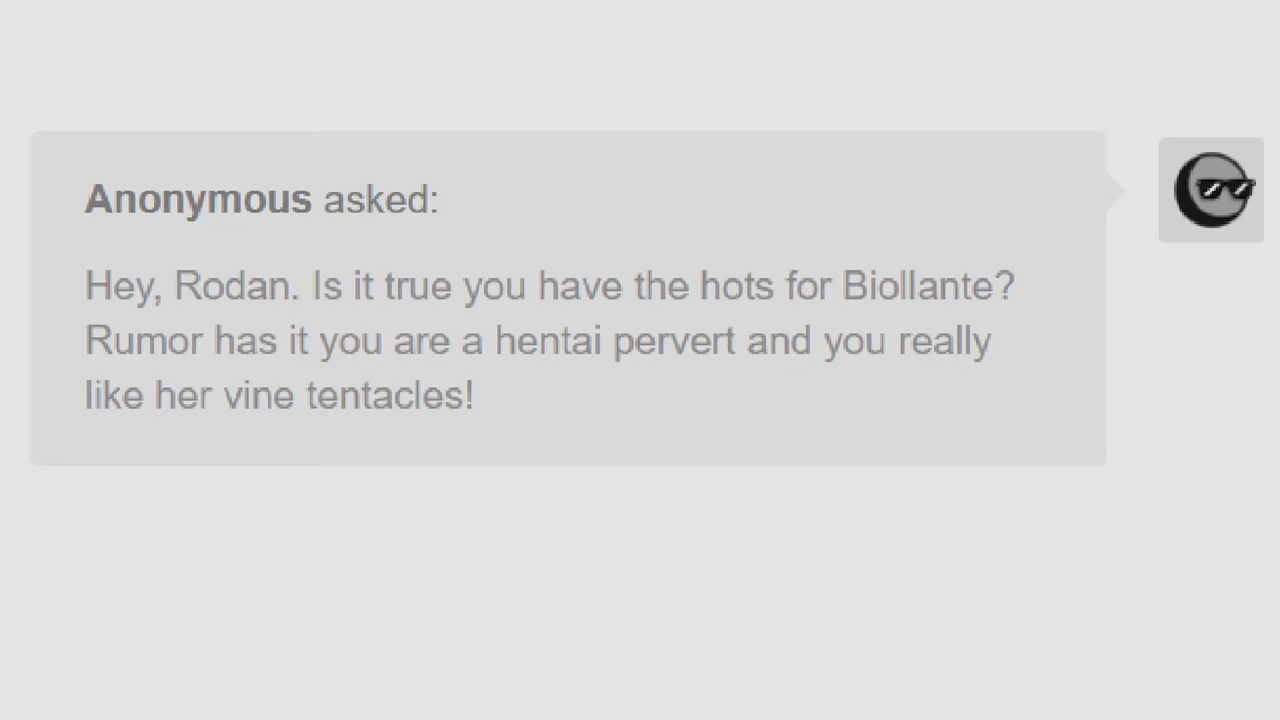 Anonymous asked:
Hey, Rodan. Is it true you have the hots for Biollante?
Rumor has it you are a hentai pervert and you really
like her vine tentacles!